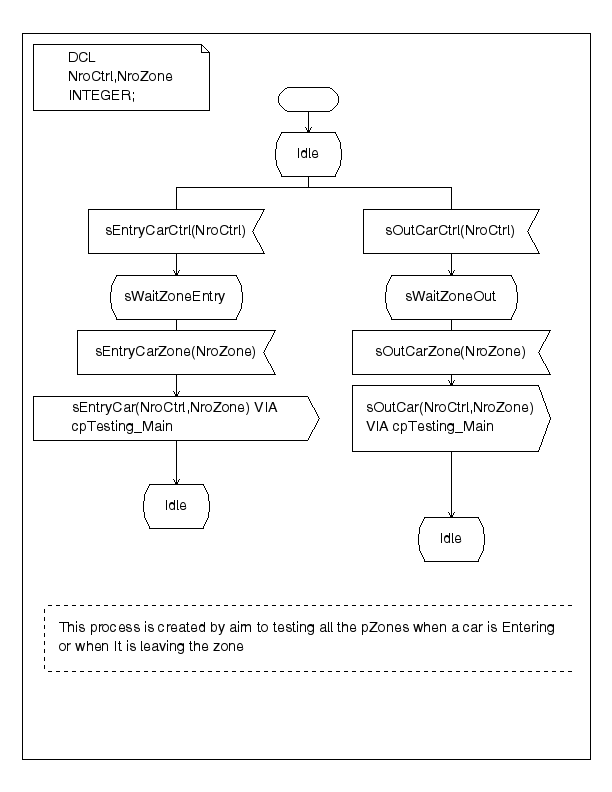 DCL
NroCtrl,NroZone
INTEGER;
Idle
sEntryCarCtrl(NroCtrl)
sOutCarCtrl(NroCtrl)
sWaitZoneEntry
sWaitZoneOut
sEntryCarZone(NroZone)
sOutCarZone(NroZone)
sEntryCar(NroCtrl,NroZone) VIA
cpTesting_Main
sOutCar(NroCtrl,NroZone)
VIA cpTesting_Main
Idle
Idle
This process is created by aim to testing all the pZones when a car is Entering
or when It is leaving the zone